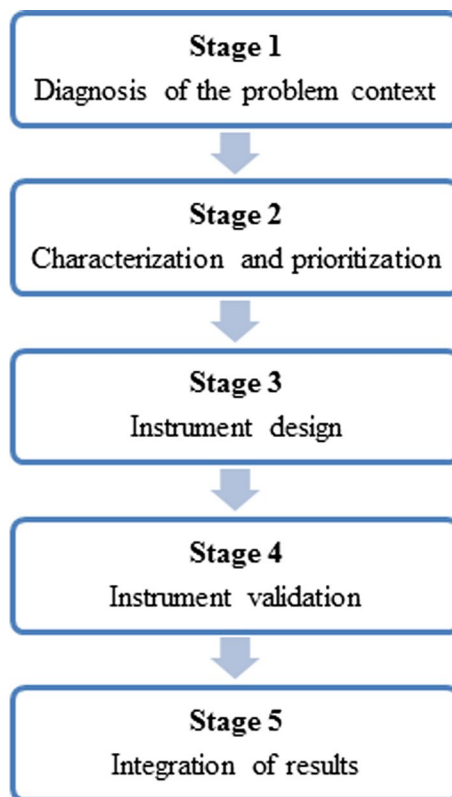 Stage 1
Diagnosis of the problem context
Stage 2
Characterization and prioritization
Stage 3
Instrument design
Stage 4
Instrument validation
Stage 5
Integration of results